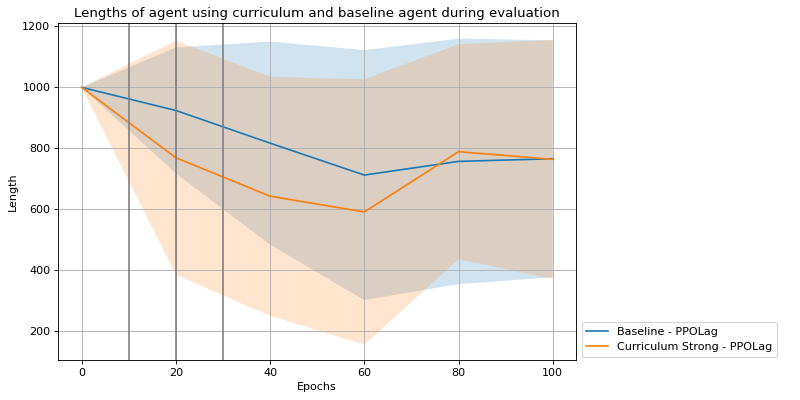 Lengths of agent using curriculum and baseline agent during evaluation
1200
1000
800
600
400
200
Length
0 20 40 60 80 100
Epochs
Baseline - PPOLag
Curriculum Strong - PPOLag